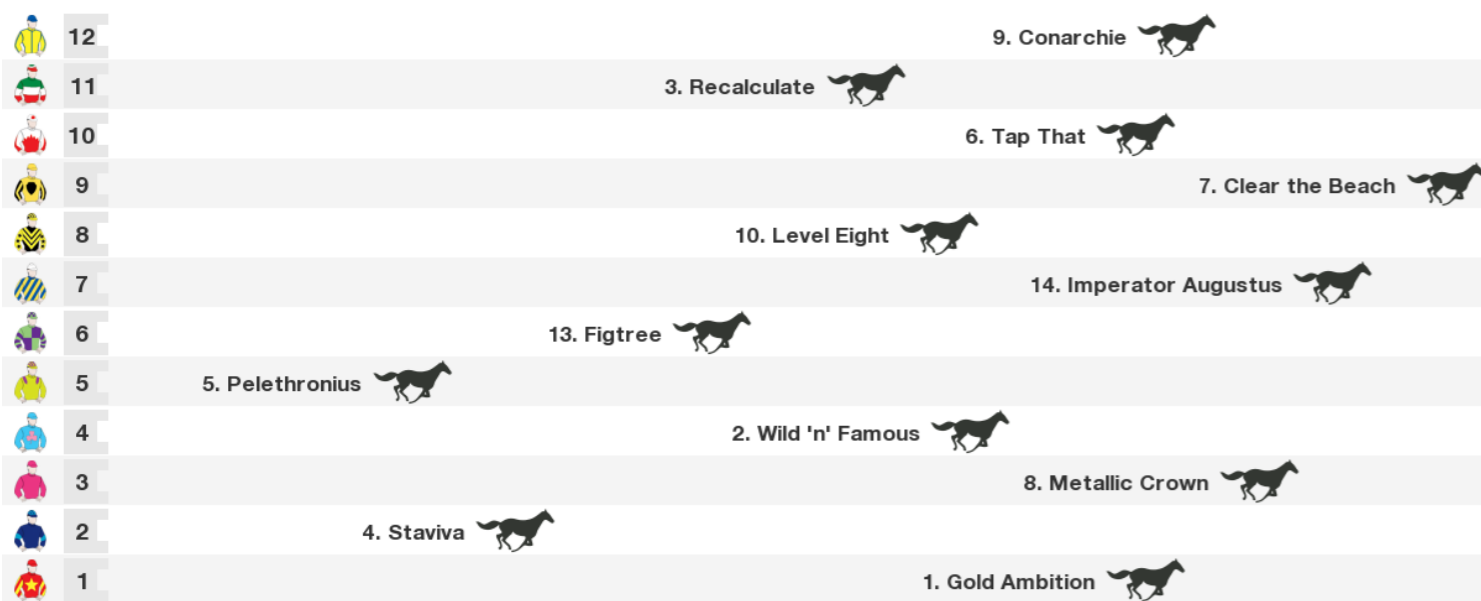 12 9. Conarchie
11 3. Recalculate
10 6. Tap That
9 7. Clear the Beach
8 10. Level Eight
7 14. Imperator Augustus
6 13. Figtree
5 5. Pelethronius
4 2. Wild 'n' Famous
3 8. Metallic Crown
2 4. Staviva
1 1. Gold Ambition